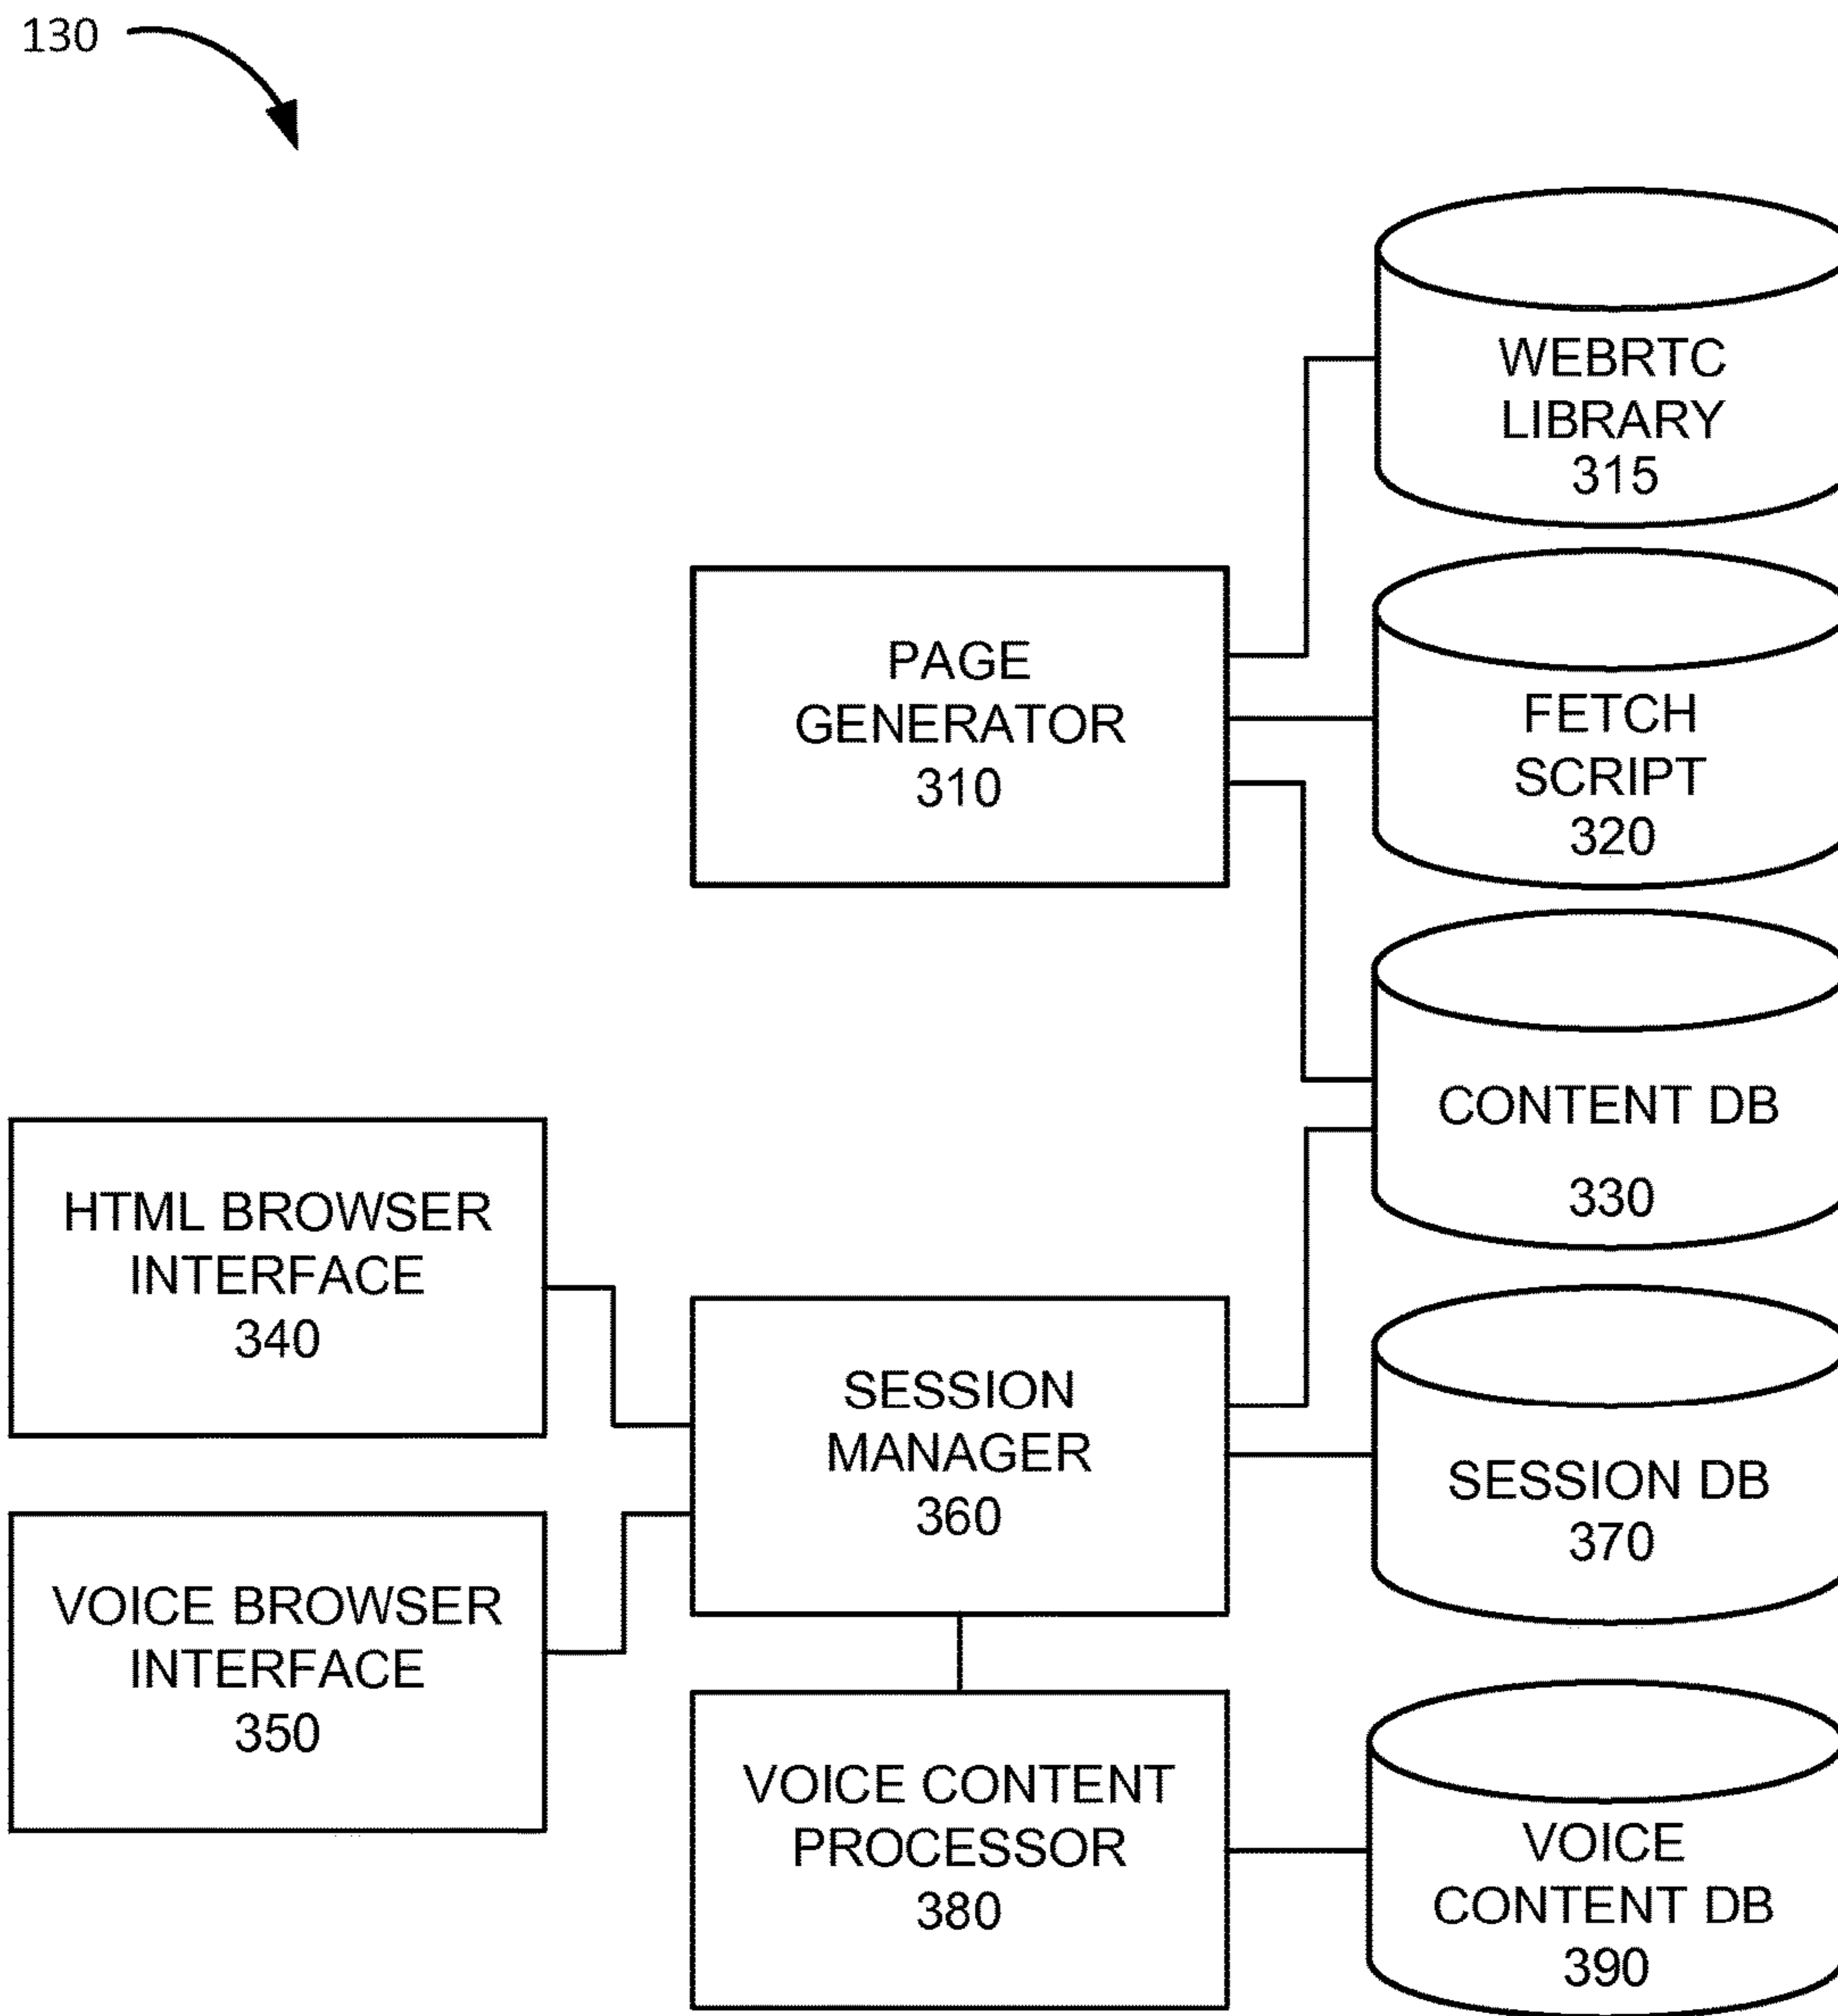 130
WEBRTC
LIBRARY
315
PAGE
GENERATOR
310
FETCH
SCRIPT
320
CONTENT DB
330
HTML BROWSER
INTERFACE
340
SESSION
MANAGER
360
SESSION DB
370
VOICE BROWSER
INTERFACE
350
VOICE CONTENT
PROCESSOR
380
VOICE
CONTENT DB
390